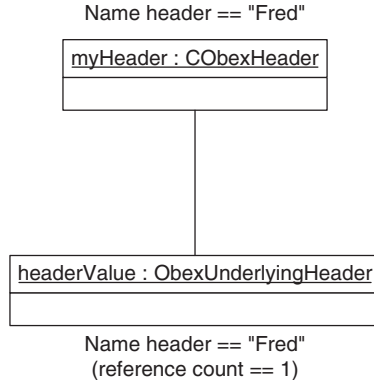 Name header == "Fred"
myHeader : CObexHeader
headerValue : ObexUnderlyingHeader
Name header == "Fred"
(reference count == 1)